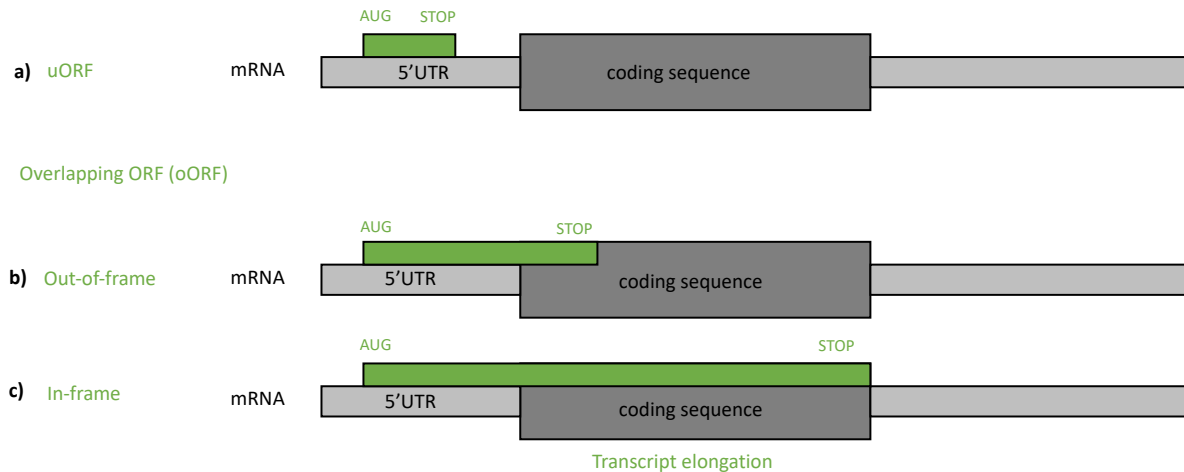 AUG STOP
a) uORF mRNA 5'UTR coding sequence
Overlapping ORF (oORF)
AUG STOP
b) Out-of-frame mRNA 5'UTR coding sequence
AUG STOP
c) In-frame mRNA 5'UTR coding sequence
Transcript elongation